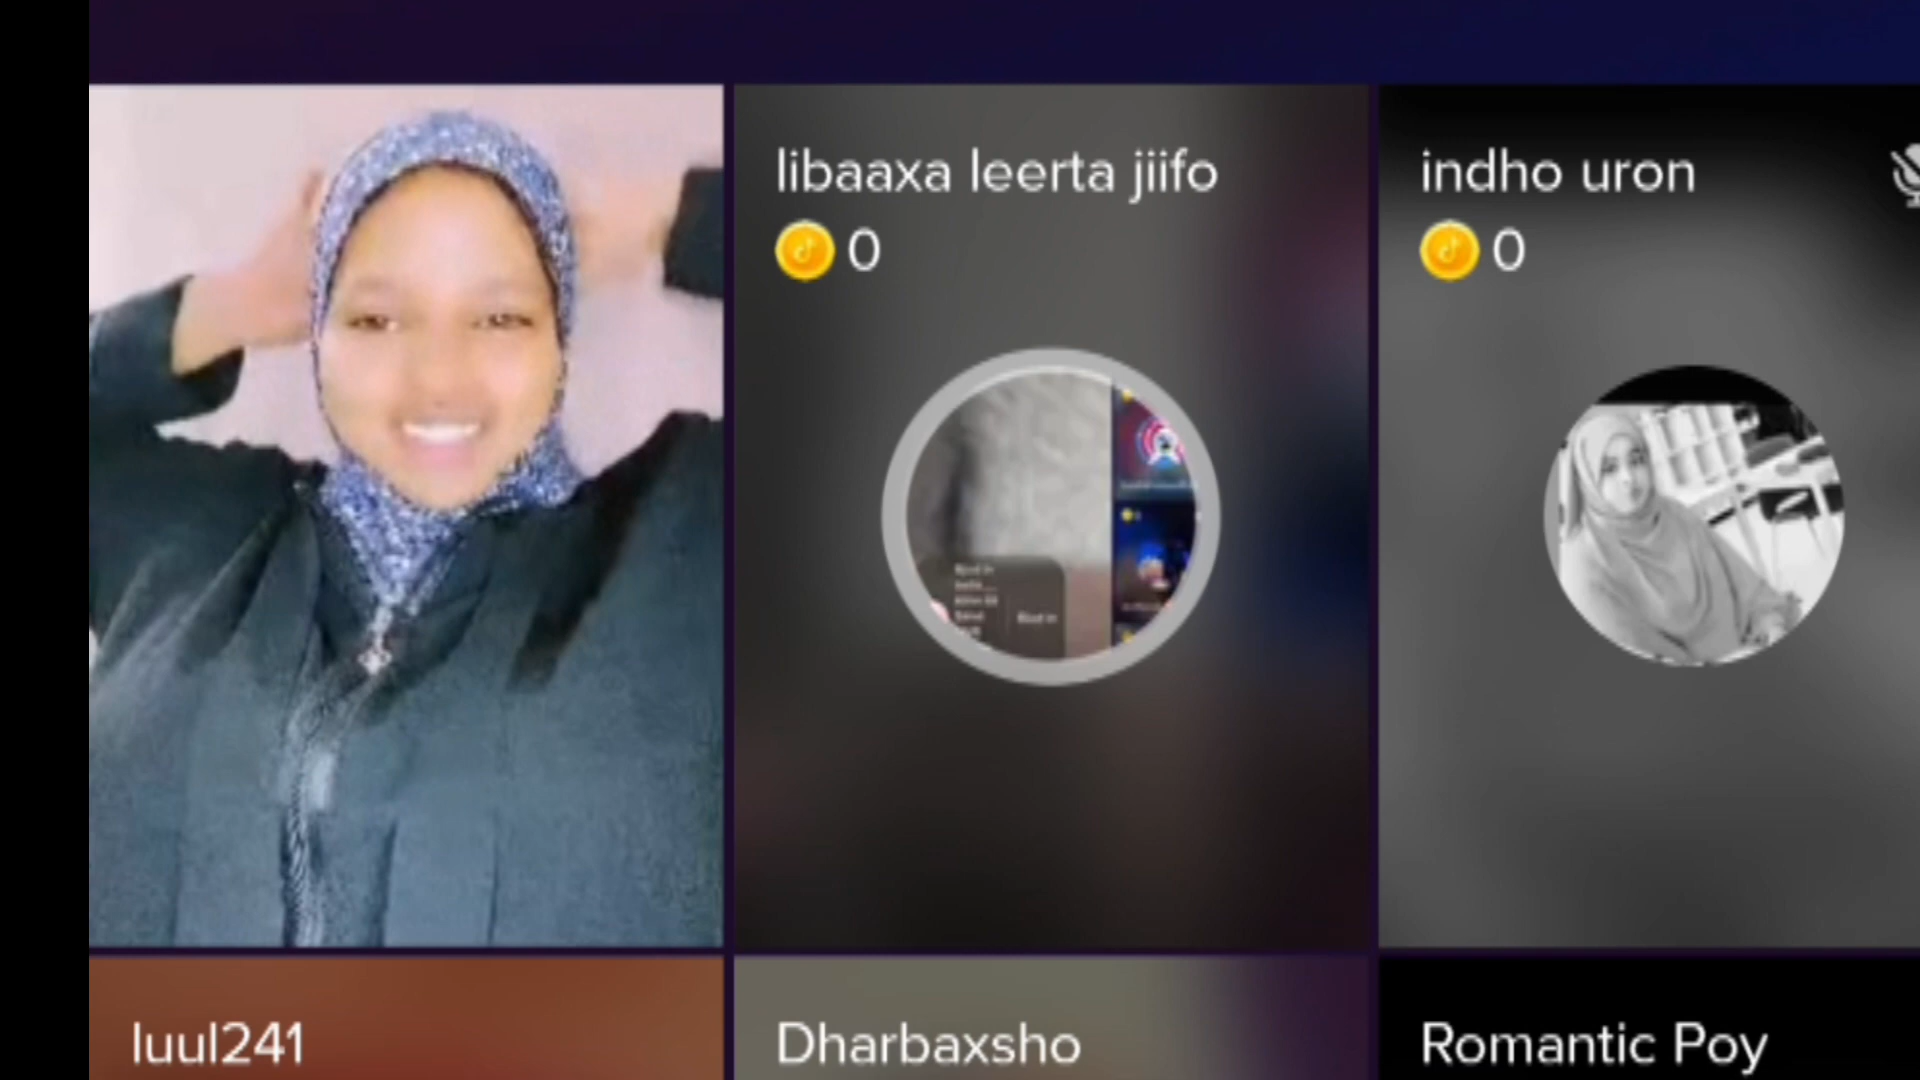 libaaxa leerta jiifo
0
indho uron
0
luul241
Dharbaxsho
Romantic Poy